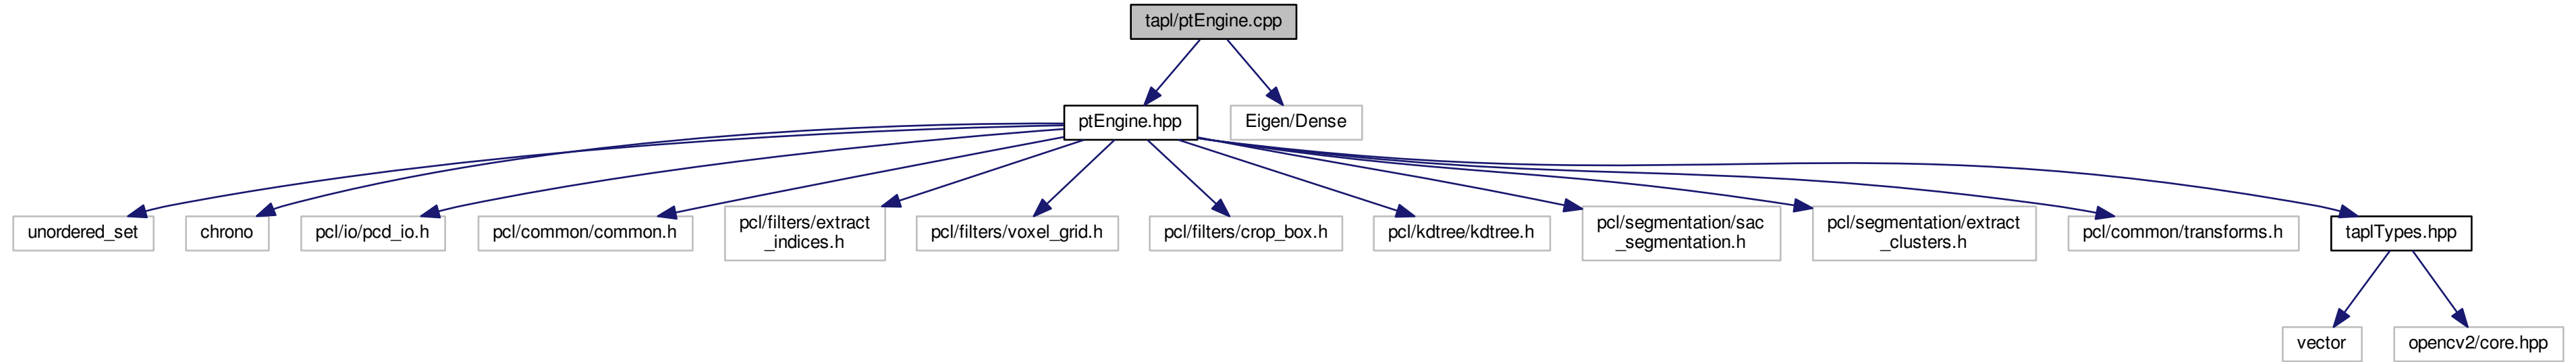 tapl/ptEngine.cpp
ptEngine.hpp
Eigen/Dense
unordered_set
chrono
pcl/io/pcd_io.h
pcl/common/common.h
pcl/filters/extract
_indices.h
pcl/filters/voxel_grid.h
pcl/filters/crop_box.h
pcl/kdtree/kdtree.h
pcl/segmentation/sac
_segmentation.h
pcl/segmentation/extract
_clusters.h
pcl/common/transforms.h
taplTypes.hpp
vector
opencv2/core.hpp